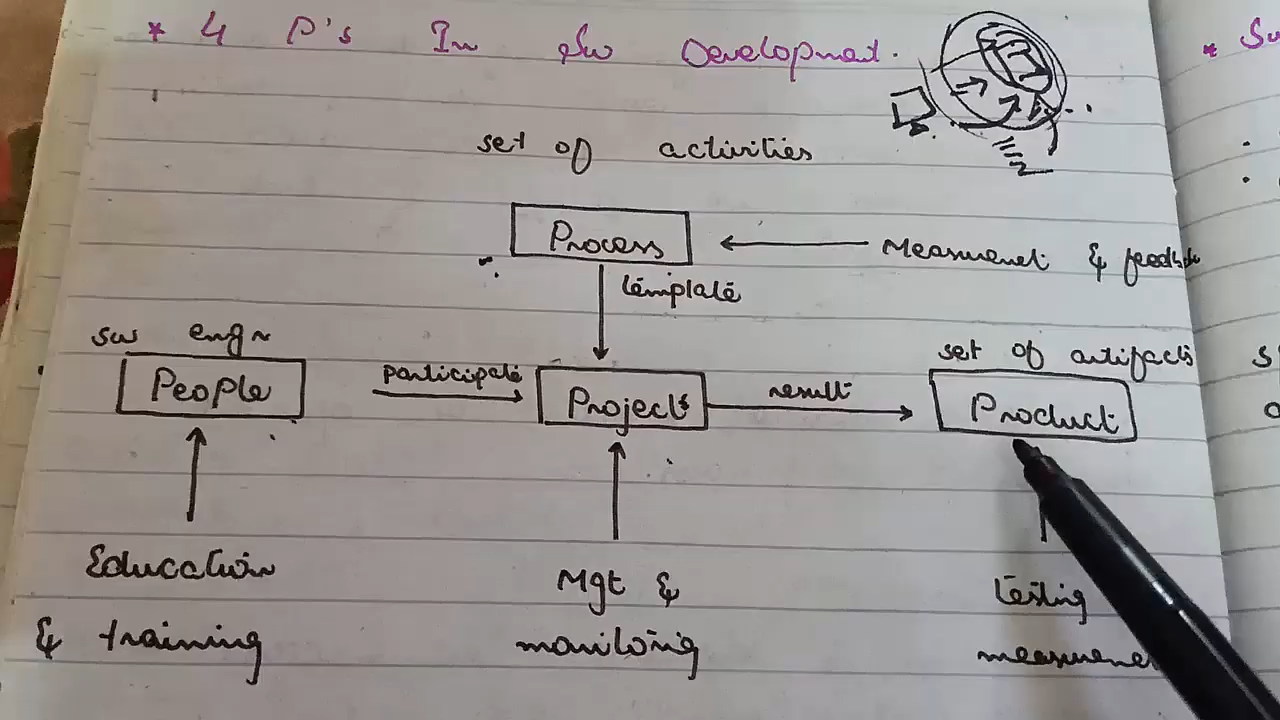 * 4 P's In sw Development.
set of activities
Process
Measurement & feedback
template
sw engr
People
participate
Project
result
set of artifacts
Product
Education
& training
Mgt &
monitoring
testing